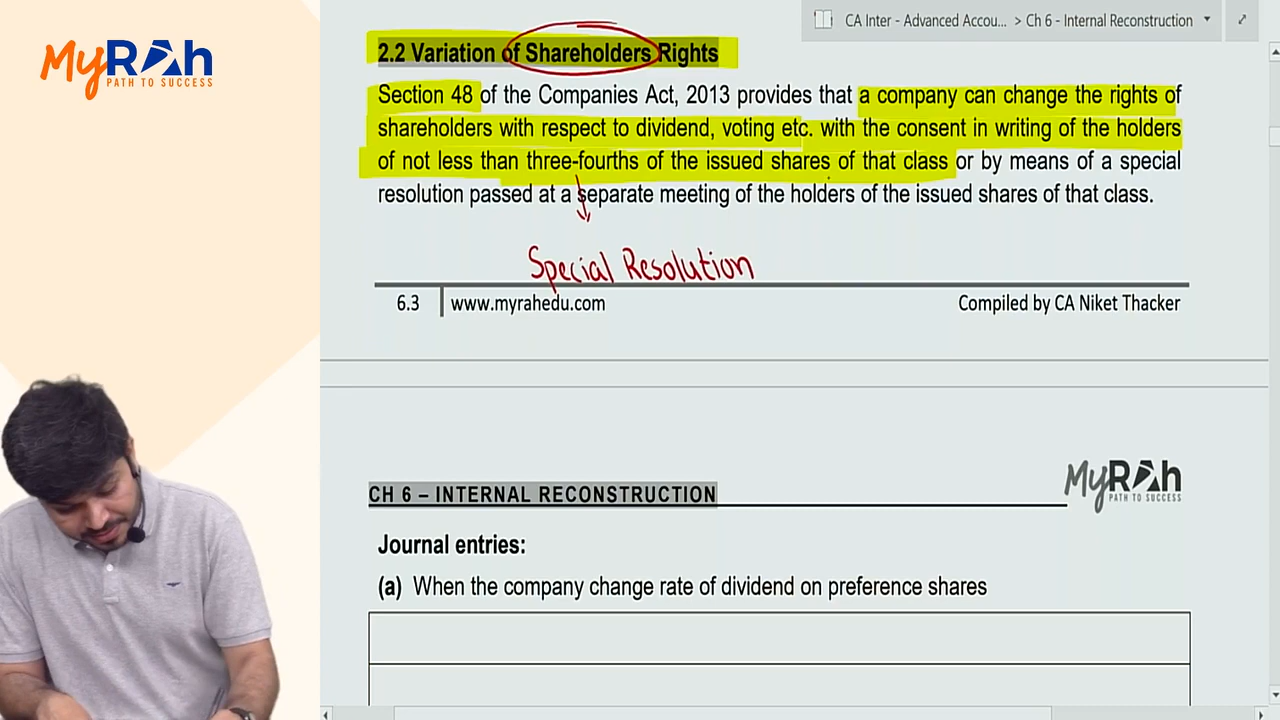 MyRAh
PATH TO SUCCESS
CA Inter - Advanced Accou... > Ch 6 - Internal Reconstruction
2.2 Variation of Shareholders Rights
Section 48 of the Companies Act, 2013 provides that a company can change the rights of
shareholders with respect to dividend, voting etc. with the consent in writing of the holders
of not less than three-fourths of the issued shares of that class or by means of a special
resolution passed at a separate meeting of the holders of the issued shares of that class.
Special Resolution
6.3 www.myrahedu.com Compiled by CA Niket Thacker
MyRAh
PATH TO SUCCESS
CH 6 – INTERNAL RECONSTRUCTION
Journal entries:
(a) When the company change rate of dividend on preference shares